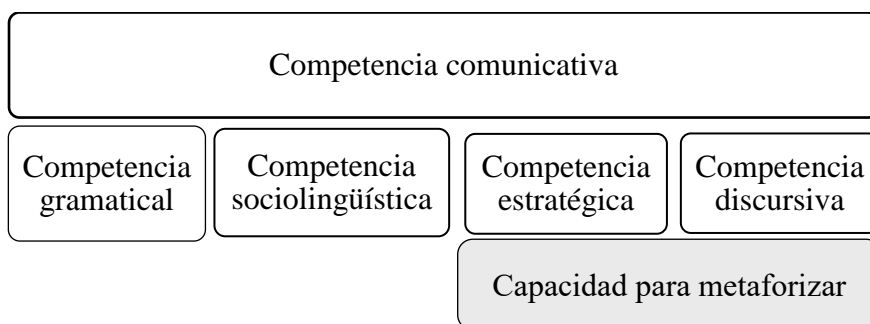 Competencia comunicativa
Competencia
gramatical
Competencia
sociolingüística
Competencia
estratégica
Competencia
discursiva
Capacidad para metaforizar